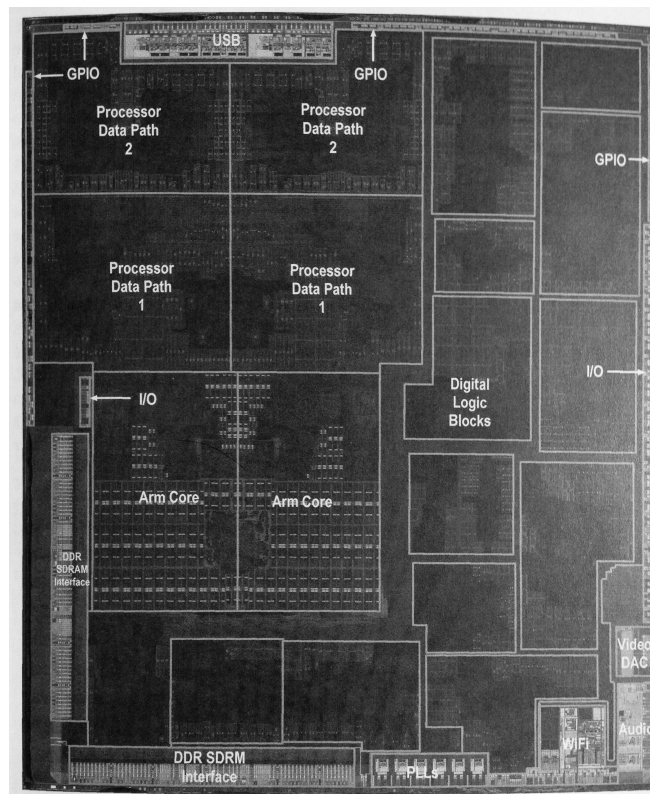 USB
GPIO
GPIO
Processor
Data Path
2
Processor
Data Path
2
GPIO
Processor
Data Path
1
Processor
Data Path
1
I/O
I/O
Digital
Logic
Blocks
Arm Core
Arm Core
DDR
SDRAM
Interface
Video
DAC
DDR SDRM
Interface
PLLs
WiFi
Audio